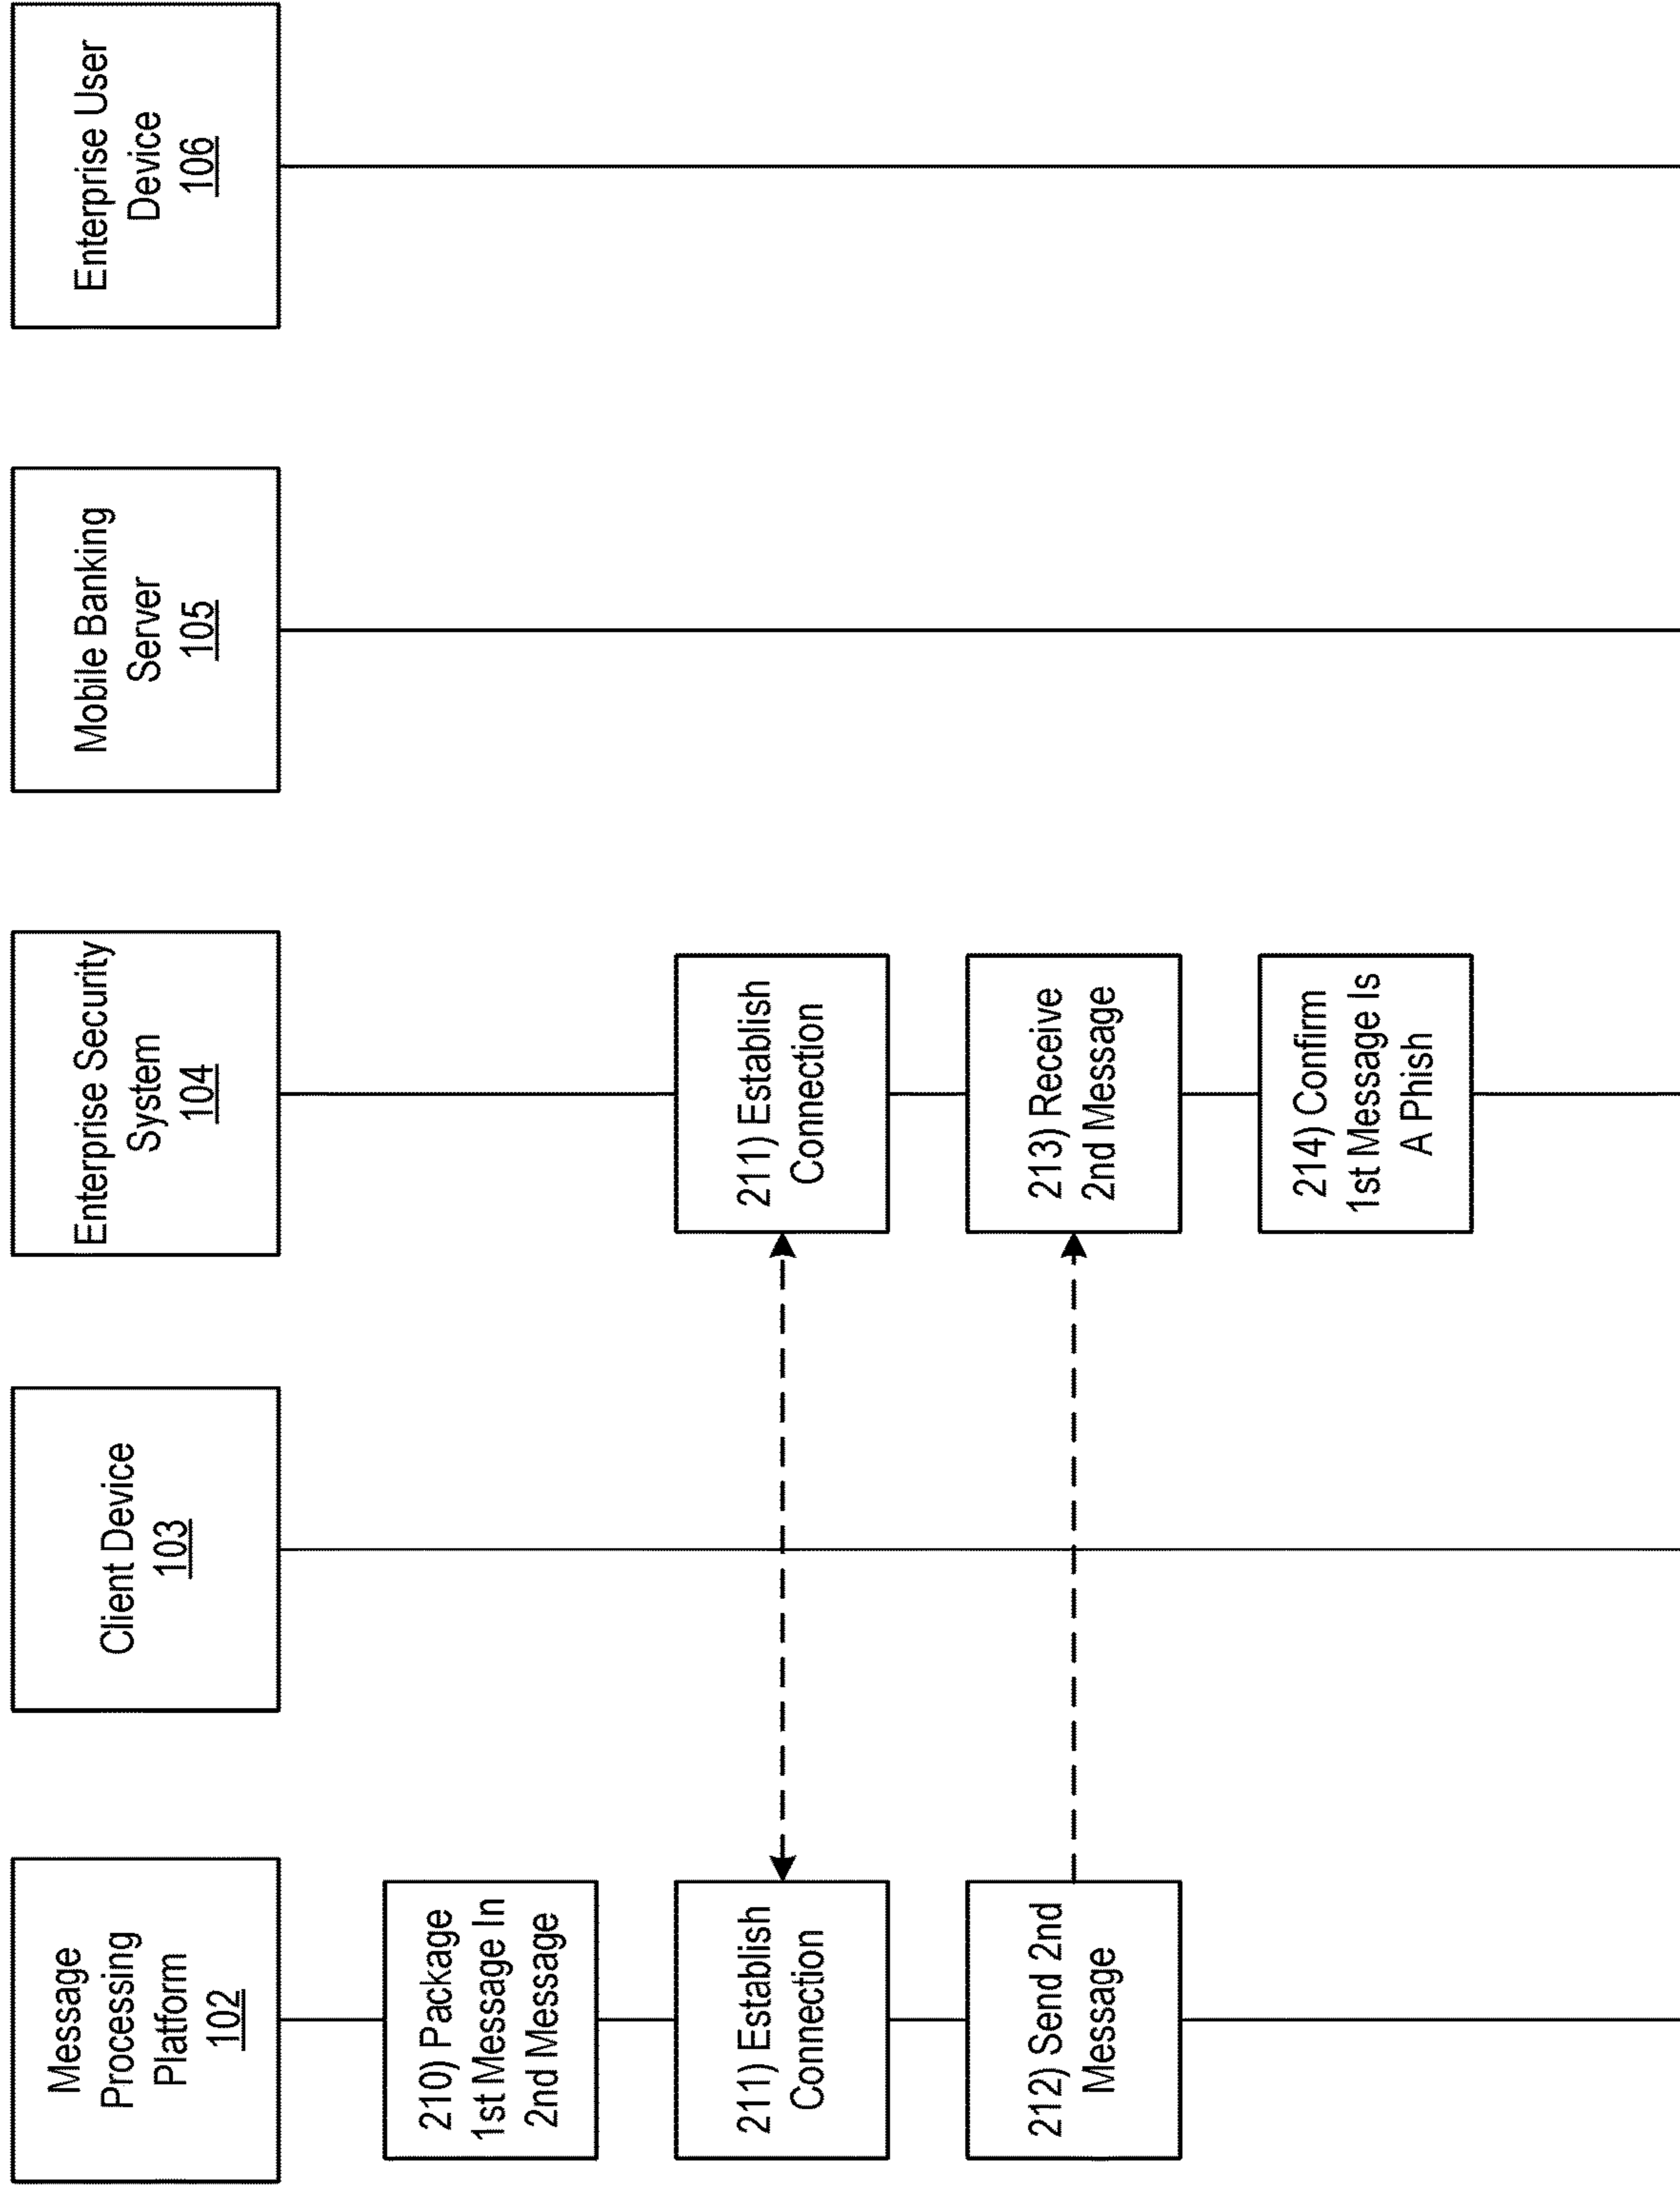 Message
Processing
Platform
102
Client Device
103
Enterprise Security
System
104
Mobile Banking
Server
105
Enterprise User
Device
106
210) Package
1st Message In
2nd Message
211) Establish
Connection
211) Establish
Connection
212) Send 2nd
Message
213) Receive
2nd Message
214) Confirm
1st Message Is
A Phish